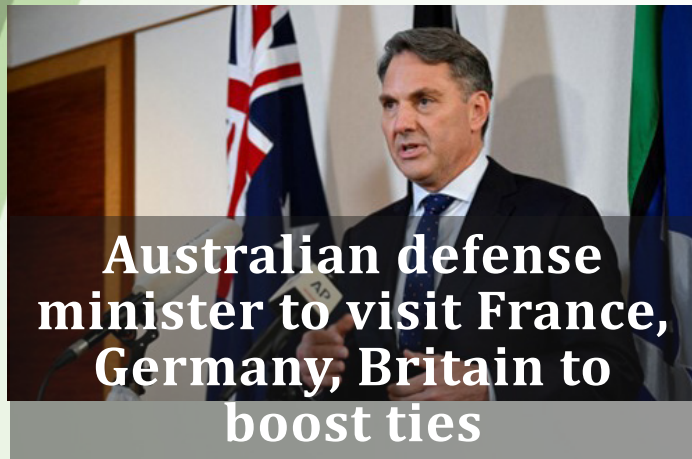 AP
Australian defense
minister to visit France,
Germany, Britain to
boost ties